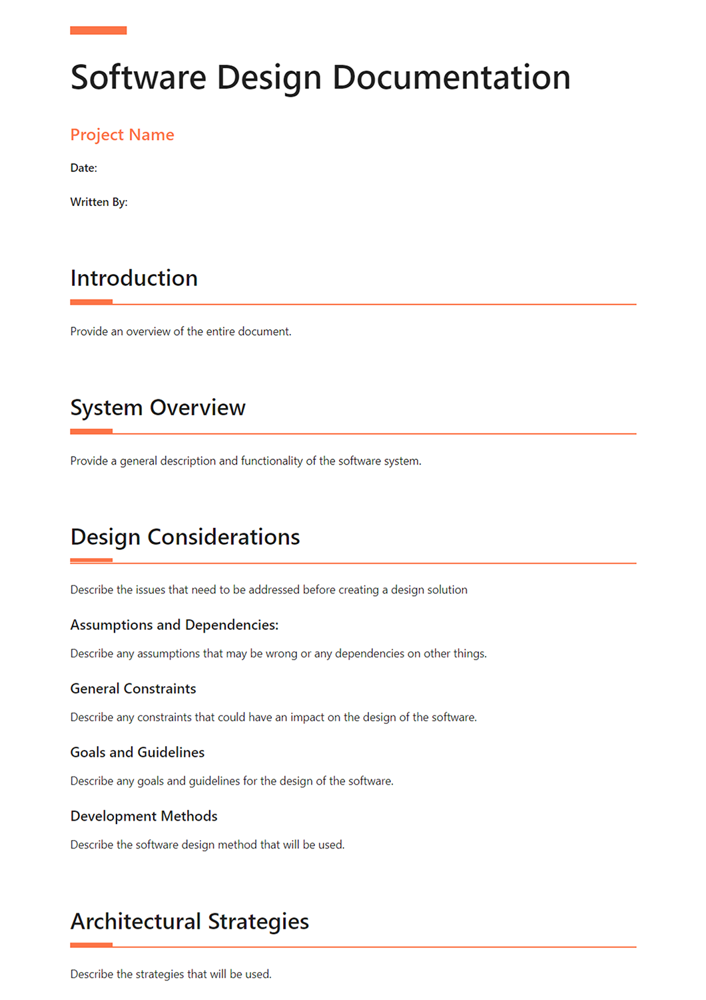 Software Design Documentation
Project Name
Date:
Written By:
Introduction
Provide an overview of the entire document.
System Overview
Provide a general description and functionality of the software system.
Design Considerations
Describe the issues that need to be addressed before creating a design solution
Assumptions and Dependencies:
Describe any assumptions that may be wrong or any dependencies on other things.
General Constraints
Describe any constraints that could have an impact on the design of the software.
Goals and Guidelines
Describe any goals and guidelines for the design of the software.
Development Methods
Describe the software design method that will be used.
Architectural Strategies
Describe the strategies that will be used.